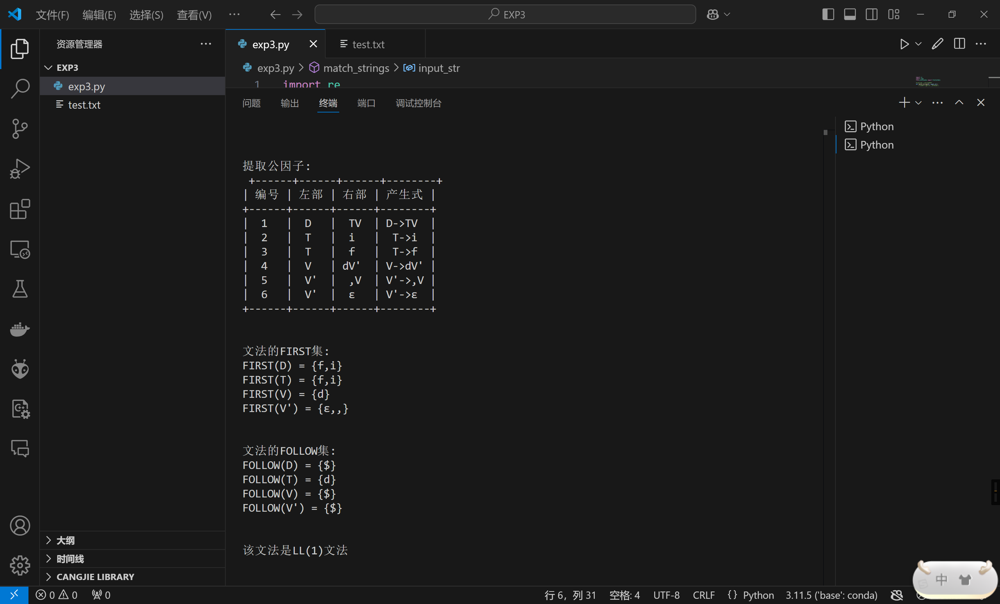 文件(F) 编辑(E) 选择(S) 查看(V) ··· EXP3
资源管理器 ···
EXP3
exp3.py
test.txt
大纲
时间线
CANGJIE LIBRARY
exp3.py test.txt
exp3.py > match_strings > input_str
1 import re
问题 输出 终端 端口 调试控制台
Python
Python
提取公因子:
+------+------+------+--------+
| 编号 | 左部 | 右部 | 产生式 |
+------+------+------+--------+
| 1 | D | TV | D->TV |
| 2 | T | i | T->i |
| 3 | T | f | T->f |
| 4 | V | dV' | V->dV' |
| 5 | V' | ,V | V'->,V |
| 6 | V' | ε | V'->ε |
+------+------+------+--------+
文法的FIRST集:
FIRST(D) = {f,i}
FIRST(T) = {f,i}
FIRST(V) = {d}
FIRST(V') = {ε,,}
文法的FOLLOW集:
FOLLOW(D) = {$}
FOLLOW(T) = {d}
FOLLOW(V) = {$}
FOLLOW(V') = {$}
该文法是LL(1)文法
0 0 0 行 6，列 31 空格: 4 UTF-8 CRLF {} Python 3.11.5 ('base': conda)
中